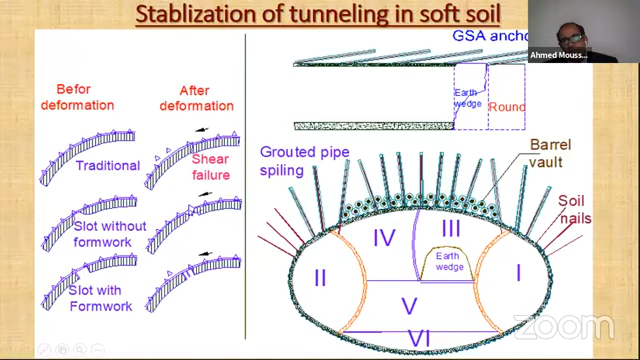 Stablization of tunneling in soft soil
GSA ancho
Ahmed Mouss...
Befor
deformation
After
deformation
Traditional
Shear
failure
Slot without
formwork
Slot with
Formwork
Earth
wedge
Round
Grouted pipe
spiling
Barrel
vault
Soil
nails
IV
III
Earth
wedge
II
I
V
VI
zoom